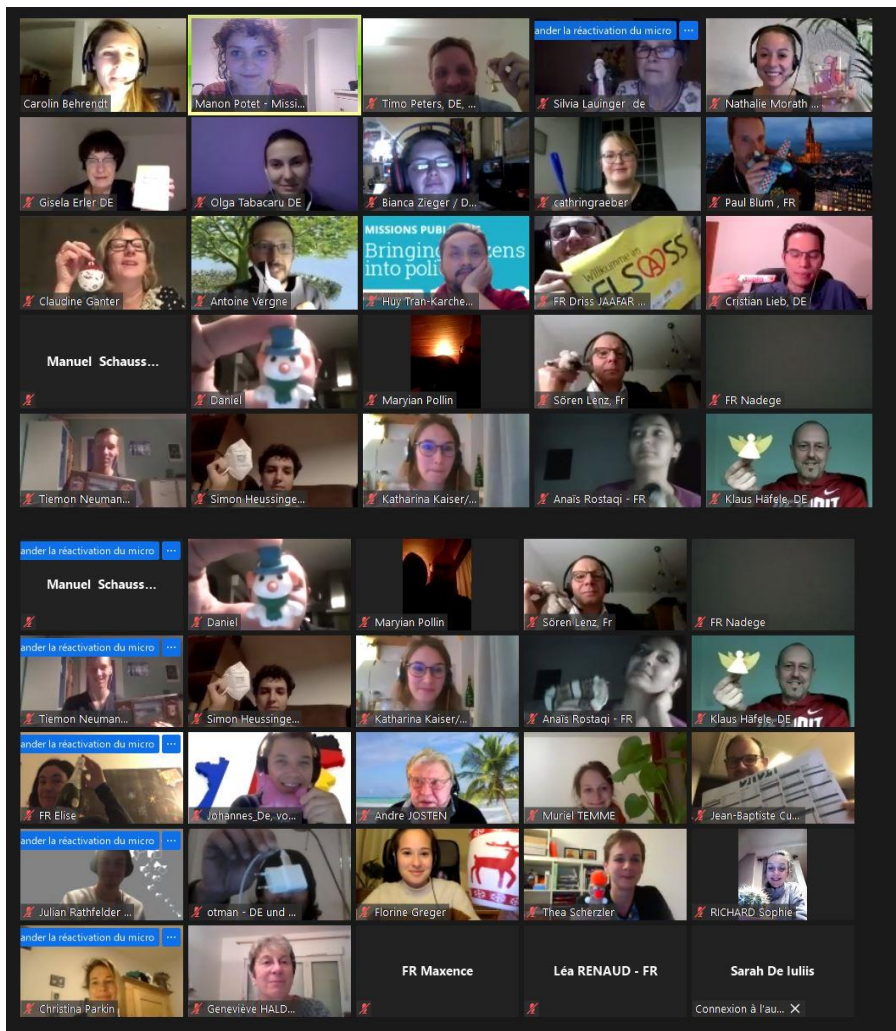 ander la réactivation du micro ...
Carolin Behrendt
Manon Potet - Missi...
Timo Peters, DE, ...
Silvia Lauinger de
Nathalie Morath ...
Gisela Erler DE
Olga Tabacaru DE
Bianca Zieger / D...
cathringraeber
Paul Blum , FR
MISSIONS PUBLIQUES
Bringing citizens
into poli
Willkumme im
ELS@SS
Claudine Ganter
Antoine Vergne
Huy Tran-Karche...
FR Driss JAAFAR ...
Cristian Lieb, DE
Manuel Schauss...
Daniel
Maryian Pollin
Sören Lenz, Fr
FR Nadege
Tiemon Neuman...
Simon Heussinge...
Katharina Kaiser/...
Anaïs Rostaqi - FR
Klaus Häfele, DE
ander la réactivation du micro ...
Manuel Schauss...
Daniel
Maryian Pollin
Sören Lenz, Fr
FR Nadege
ander la réactivation du micro ...
Tiemon Neuman...
Simon Heussinge...
Katharina Kaiser/...
Anaïs Rostaqi - FR
Klaus Häfele, DE
ander la réactivation du micro ...
2021
FR Elise
Johannes_De, vo...
Andre JOSTEN
Muriel TEMME
Jean-Baptiste Cu...
ander la réactivation du micro ...
Julian Rathfelder ...
otman - DE und ...
Florine Greger
Thea Scherzler
RICHARD Sophie
ander la réactivation du micro ...
Christina Parkin
Geneviève HALD...
FR Maxence
Léa RENAUD - FR
Sarah De Iuliis
Connexion à l'au... X